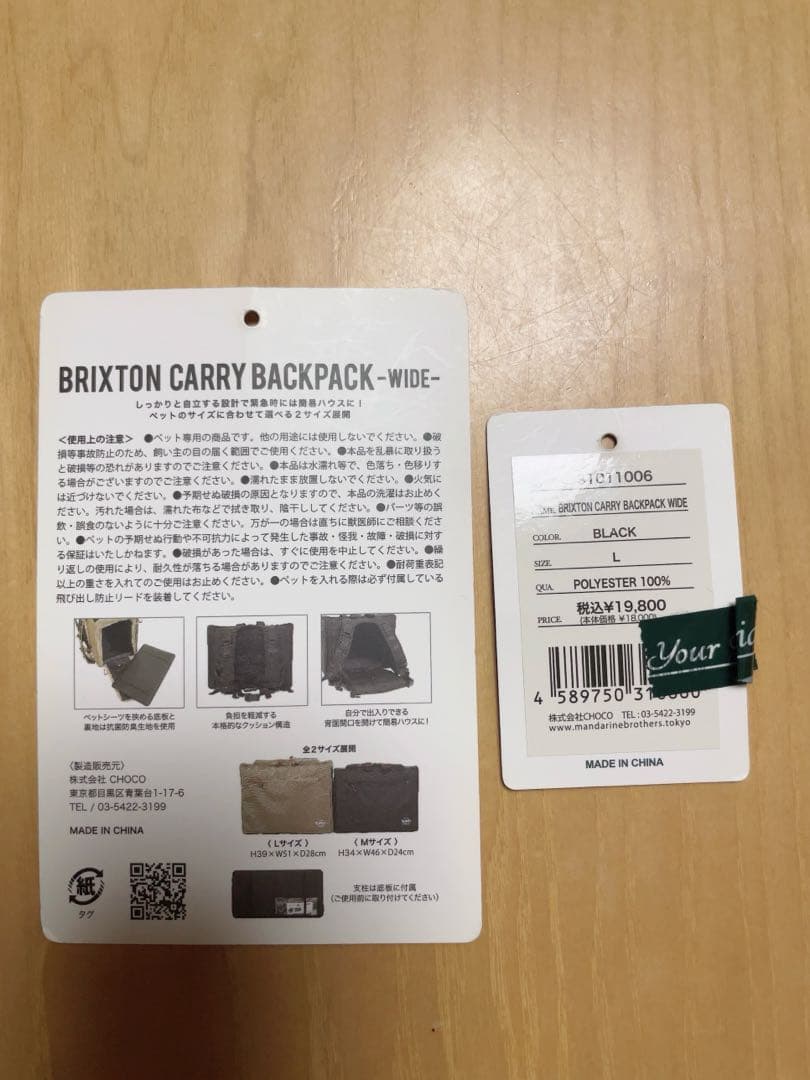 BRIXTON CARRY BACKPACK -WIDE-
しっかりと自立する設計で緊急時には簡易ハウスに！
ペットのサイズに合わせて選べる2サイズ展開
＜使用上の注意＞ ●ペット専用の商品です。他の用途には使用しないでください。●破
損等事故防止のため、飼い主の目の届く範囲でご使用ください。●本品を乱暴に取り扱う
と破損等の恐れがありますのでご注意ください。●本品は水濡れ等で、色落ち・色移りす
る場合がございますのでご注意ください。●濡れたまま放置しないでください。●火気に
は近づけないでください。●予期せぬ破損の原因となりますので、本品の洗濯はお止めくだ
さい。汚れた場合は、濡れた布などで拭き取り、陰干ししてください。●パーツ等の誤
飲・誤食のないように十分ご注意ください。万が一の場合は直ちに獣医師にご相談くださ
い。●ペットの予期せぬ行動や不可抗力によって発生した事故・怪我・故障・破損に対す
る保証はいたしかねます。●破損があった場合は、すぐに使用を中止してください。●繰
り返しの使用により、耐久性が落ちる場合がありますのでご注意ください。●耐荷重表記
以上の重さを入れてのご使用はお止めください。●ペットを入れる際は必ず付属している
飛び出し防止リードを装着してください。
ペットシーツを挟める底板と
裏地は抗菌防臭生地を使用
負担を軽減する
本格的なクッション構造
自分で出入りできる
背面開口を開けて簡易ハウスに！
全2サイズ展開
〈製造販売元〉
株式会社 CHOCO
東京都目黒区青葉台1-17-6
TEL / 03-5422-3199
MADE IN CHINA
〈 Lサイズ 〉
H39×W51×D28cm
〈 Mサイズ 〉
H34×W46×D24cm
支柱は底板に付属
(ご使用前に取り付けてください)
紙
タグ
1011006
NAME. BRIXTON CARRY BACKPACK WIDE
COLOR. BLACK
SIZE. L
QUA. POLYESTER 100%
PRICE. 税込¥19,800
(本体価格 ¥18,000)
Your
4 589750
株式会社CHOCO TEL : 03-5422-3199
www.mandarinebrothers.tokyo
MADE IN CHINA